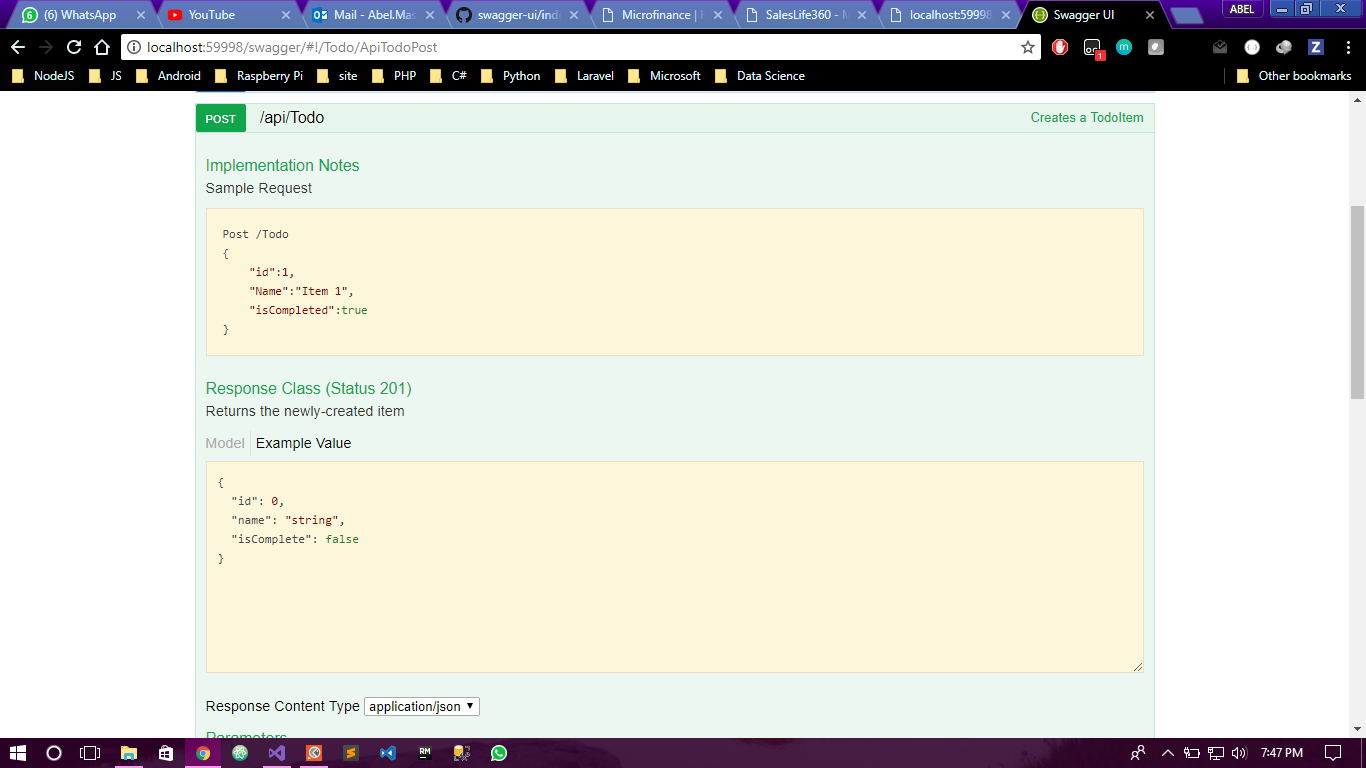 (6) WhatsApp
YouTube
Mail - Abel.Mas
swagger-ui/ind
Microfinance |
SalesLife360 -
localhost:59998
Swagger UI
ABEL
localhost:59998/swagger/#!/Todo/ApiTodoPost
1
NodeJS JS Android Raspberry Pi site PHP C# Python Laravel Microsoft Data Science Other bookmarks
POST /api/Todo Creates a TodoItem
Implementation Notes
Sample Request
Post /Todo
{
"id":1,
"Name":"Item 1",
"isCompleted":true
}
Response Class (Status 201)
Returns the newly-created item
Model Example Value
{
"id": 0,
"name": "string",
"isComplete": false
}
Response Content Type application/json
Parameters
7:47 PM